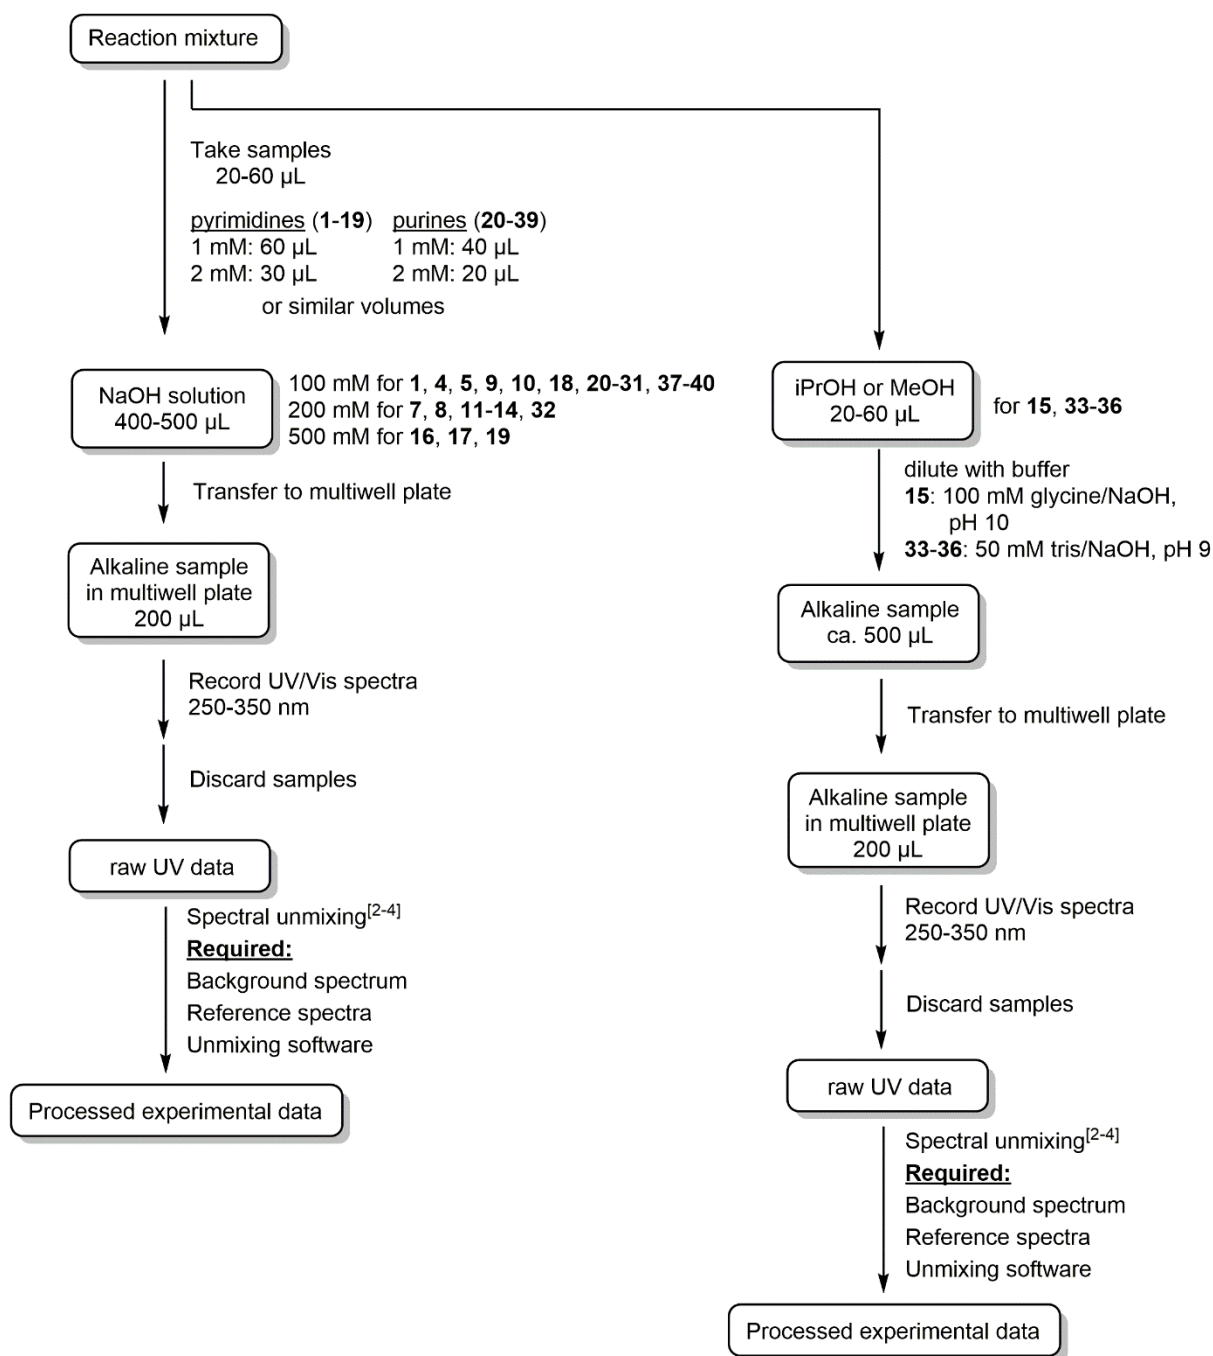 Reaction mixture
Take samples
20-60 µL
pyrimidines (1-19) purines (20-39)
1 mM: 60 µL 1 mM: 40 µL
2 mM: 30 µL 2 mM: 20 µL
or similar volumes
NaOH solution
400-500 µL
100 mM for 1, 4, 5, 9, 10, 18, 20-31, 37-40
200 mM for 7, 8, 11-14, 32
500 mM for 16, 17, 19
Transfer to multiwell plate
Alkaline sample
in multiwell plate
200 µL
Record UV/Vis spectra
250-350 nm
Discard samples
raw UV data
Spectral unmixing[2-4]
Required:
Background spectrum
Reference spectra
Unmixing software
Processed experimental data
iPrOH or MeOH
20-60 µL
for 15, 33-36
dilute with buffer
15: 100 mM glycine/NaOH,
pH 10
33-36: 50 mM tris/NaOH, pH 9
Alkaline sample
ca. 500 µL
Transfer to multiwell plate
Alkaline sample
in multiwell plate
200 µL
Record UV/Vis spectra
250-350 nm
Discard samples
raw UV data
Spectral unmixing[2-4]
Required:
Background spectrum
Reference spectra
Unmixing software
Processed experimental data